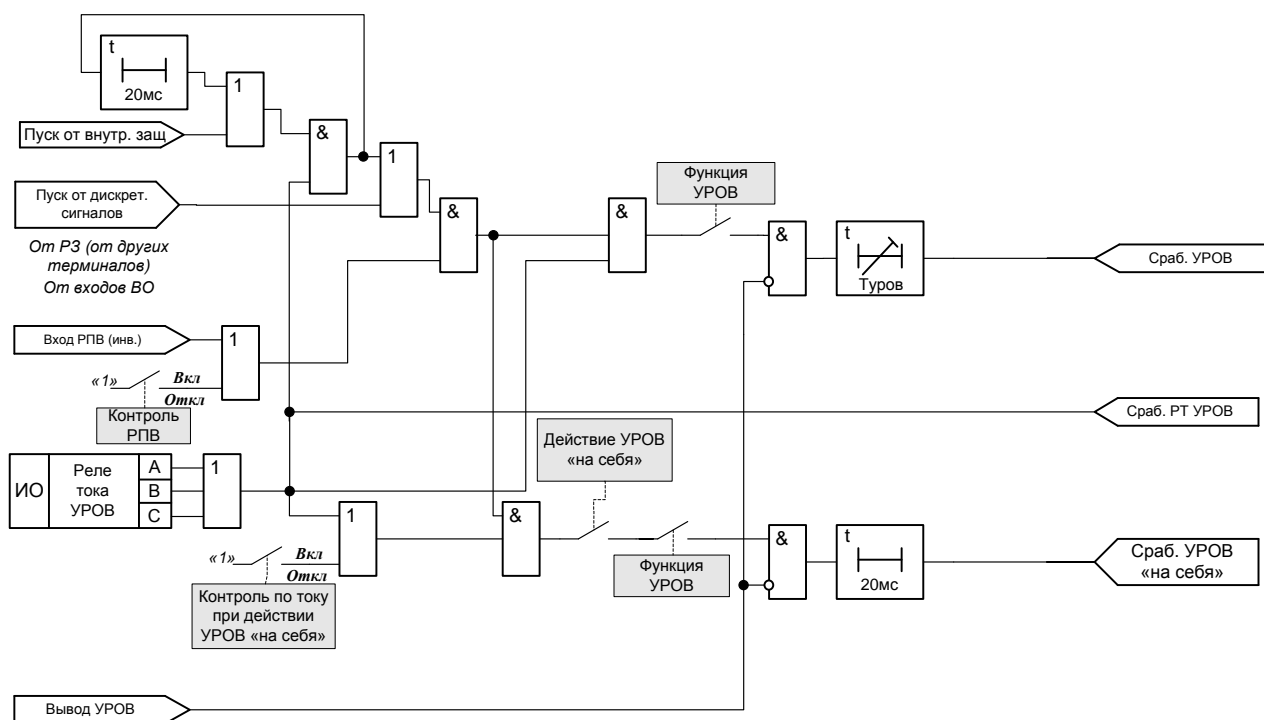 t
20мс
1
Пуск от внутр. защ
&
1
Пуск от дискрет.
сигналов
От РЗ (от других
терминалов)
От входов ВО
&
&
Функция
УРОВ
&
t
Туров
Сраб. УРОВ
Вход РПВ (инв.)
1
«1»
Вкл
Откл
Контроль
РПВ
Сраб. РТ УРОВ
Действие УРОВ
«на себя»
ИО
Реле
тока
УРОВ
A
B
C
1
1
&
«1»
Вкл
Откл
Контроль по току
при действии
УРОВ «на себя»
Функция
УРОВ
&
t
20мс
Сраб. УРОВ
«на себя»
Вывод УРОВ